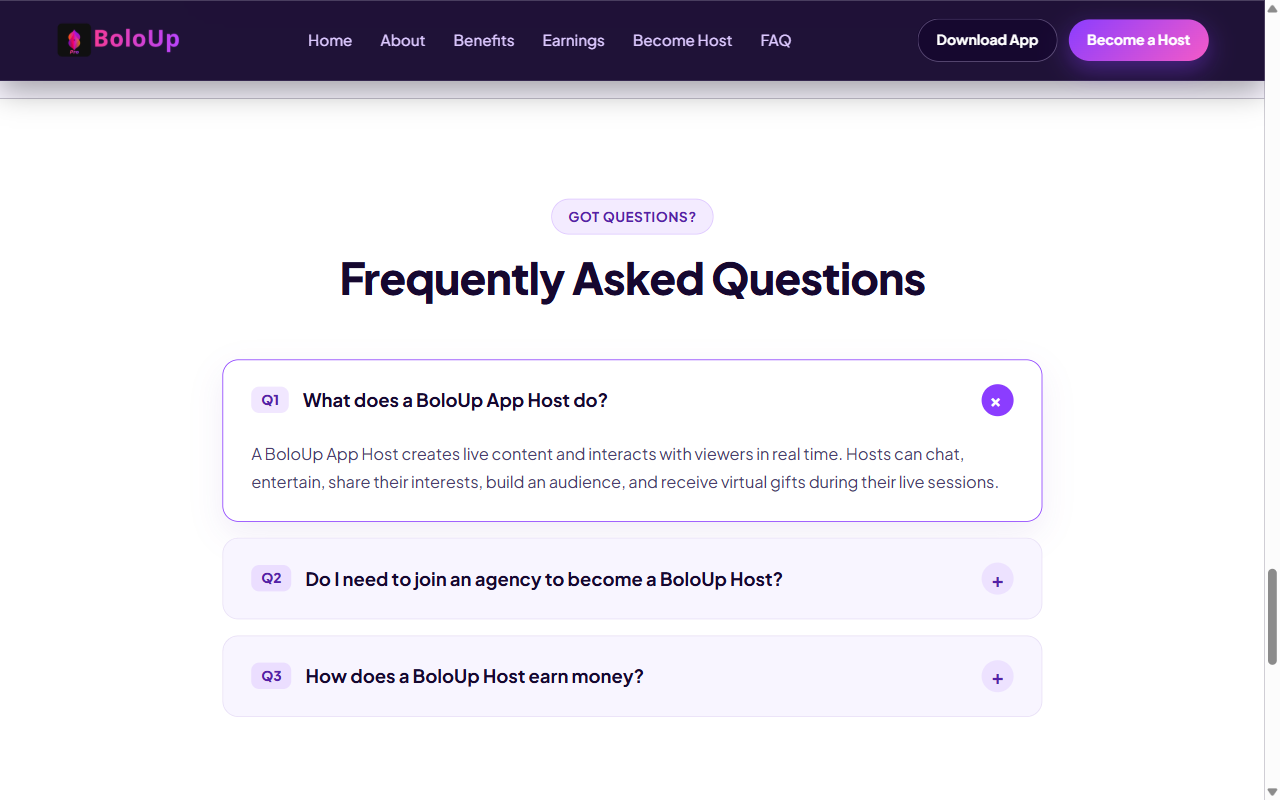 BoloUp
Home
About
Benefits
Earnings
Become Host
FAQ
Download App
Become a Host
GOT QUESTIONS?
Frequently Asked Questions
Q1
What does a BoloUp App Host do?
×
A BoloUp App Host creates live content and interacts with viewers in real time. Hosts can chat,
entertain, share their interests, build an audience, and receive virtual gifts during their live sessions.
Q2
Do I need to join an agency to become a BoloUp Host?
+
Q3
How does a BoloUp Host earn money?
+